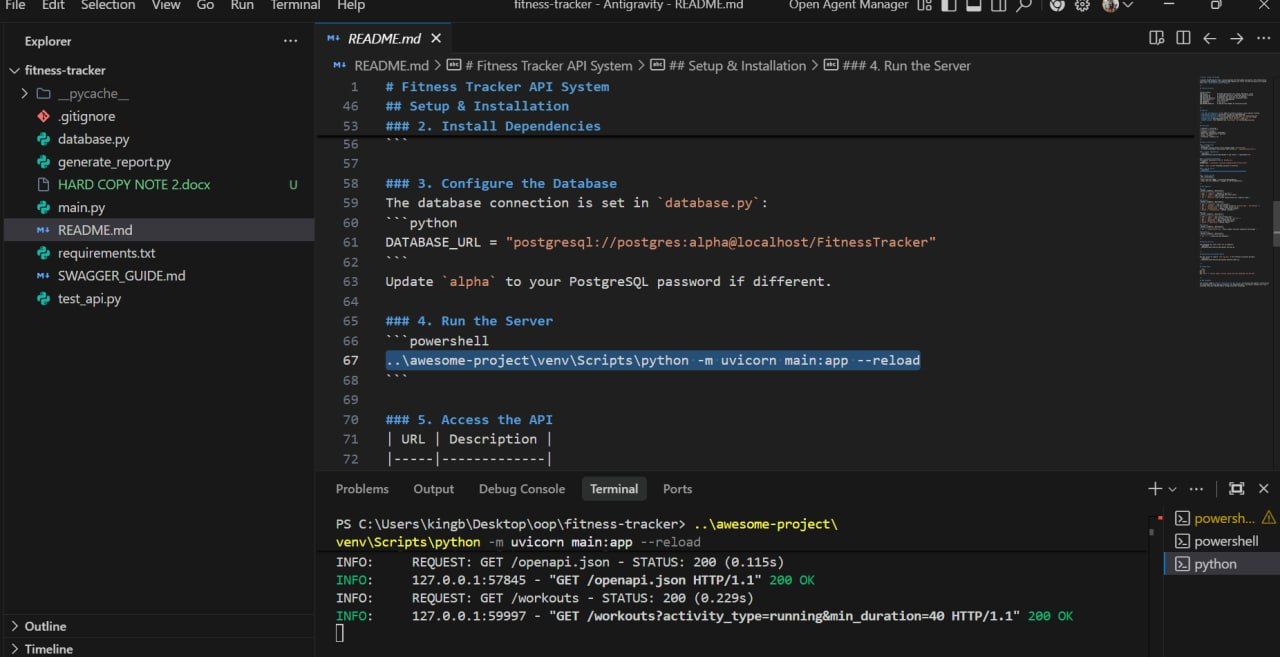 File Edit Selection View Go Run Terminal Help
fitness-tracker - Antigravity - README.md
Open Agent Manager
Explorer
fitness-tracker
__pycache__
.gitignore
database.py
generate_report.py
HARD COPY NOTE 2.docx U
main.py
README.md
requirements.txt
SWAGGER_GUIDE.md
test_api.py
Outline
Timeline
README.md
README.md > # Fitness Tracker API System > ## Setup & Installation > ### 4. Run the Server
1 # Fitness Tracker API System
46 ## Setup & Installation
53 ### 2. Install Dependencies
56 ```
57
58 ### 3. Configure the Database
59 The database connection is set in `database.py`:
60 ```python
61 DATABASE_URL = "postgresql://postgres:alpha@localhost/FitnessTracker"
62 ```
63 Update `alpha` to your PostgreSQL password if different.
64
65 ### 4. Run the Server
66 ```powershell
67 ..\awesome-project\venv\Scripts\python -m uvicorn main:app --reload
68 ```
69
70 ### 5. Access the API
71 | URL | Description |
72 |-----|-------------|
Problems Output Debug Console Terminal Ports
PS C:\Users\kingb\Desktop\oop\fitness-tracker> ..\awesome-project\
venv\Scripts\python -m uvicorn main:app --reload
INFO: REQUEST: GET /openapi.json - STATUS: 200 (0.115s)
INFO: 127.0.0.1:57845 - "GET /openapi.json HTTP/1.1" 200 OK
INFO: REQUEST: GET /workouts - STATUS: 200 (0.229s)
INFO: 127.0.0.1:59997 - "GET /workouts?activity_type=running&min_duration=40 HTTP/1.1" 200 OK
powersh...
powershell
python